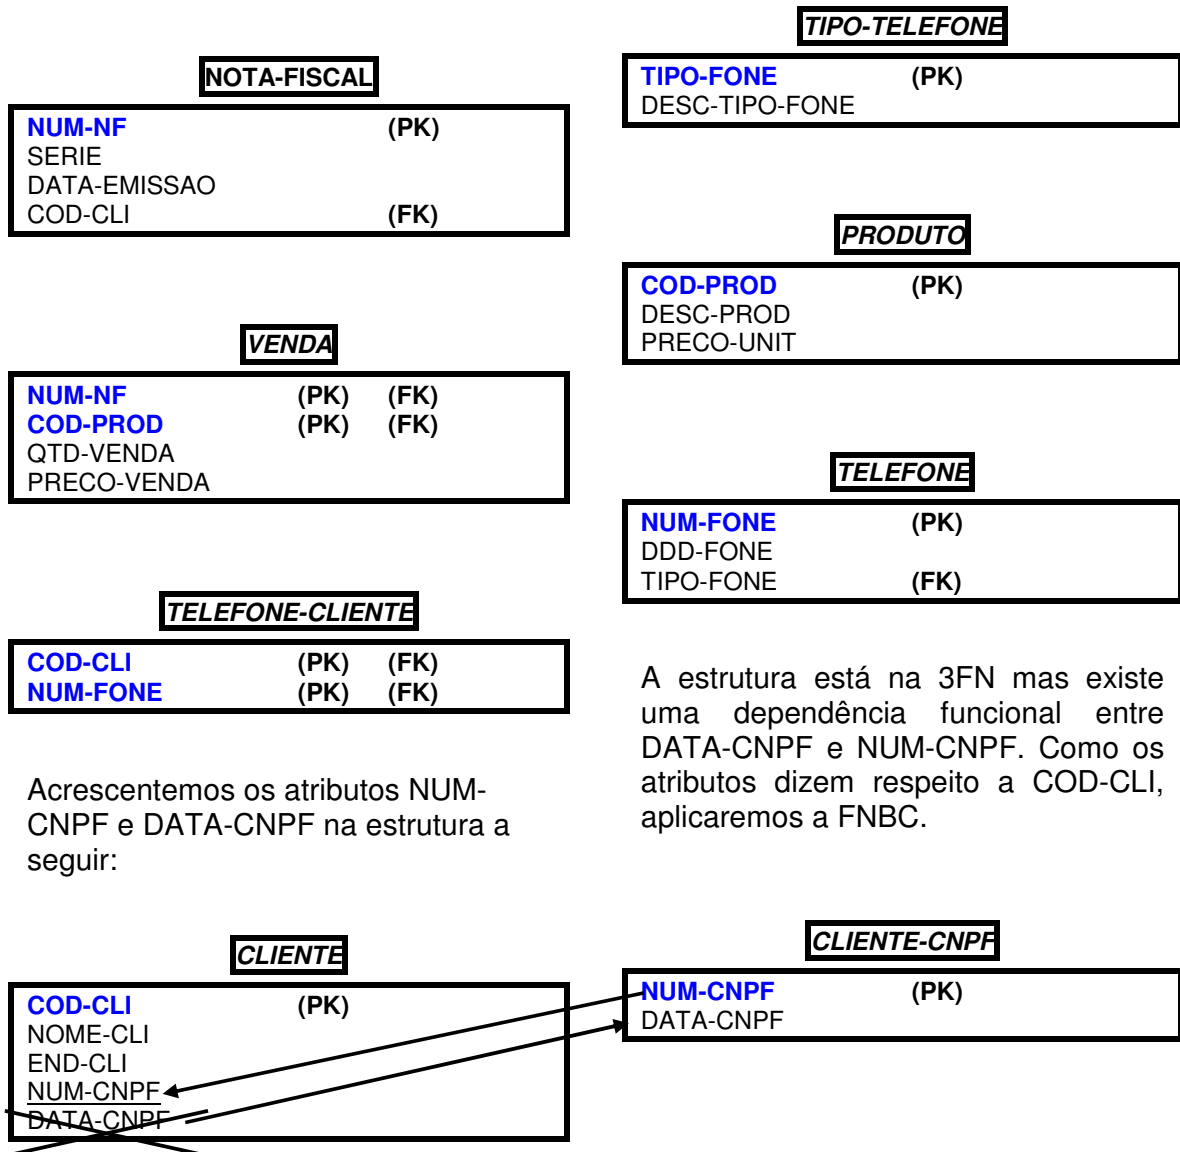 NOTA-FISCAL
NUM-NF (PK)
SERIE
DATA-EMISSAO
COD-CLI (FK)
VENDA
NUM-NF (PK) (FK)
COD-PROD (PK) (FK)
QTD-VENDA
PRECO-VENDA
TELEFONE-CLIENTE
COD-CLI (PK) (FK)
NUM-FONE (PK) (FK)
Acrescentemos os atributos NUM-
CNPF e DATA-CNPF na estrutura a
seguir:
CLIENTE
COD-CLI (PK)
NOME-CLI
END-CLI
NUM-CNPF
DATA-CNPF
TIPO-TELEFONE
TIPO-FONE (PK)
DESC-TIPO-FONE
PRODUTO
COD-PROD (PK)
DESC-PROD
PRECO-UNIT
TELEFONE
NUM-FONE (PK)
DDD-FONE
TIPO-FONE (FK)
A estrutura está na 3FN mas existe
uma dependência funcional entre
DATA-CNPF e NUM-CNPF. Como os
atributos dizem respeito a COD-CLI,
aplicaremos a FNBC.
CLIENTE-CNPF
NUM-CNPF (PK)
DATA-CNPF